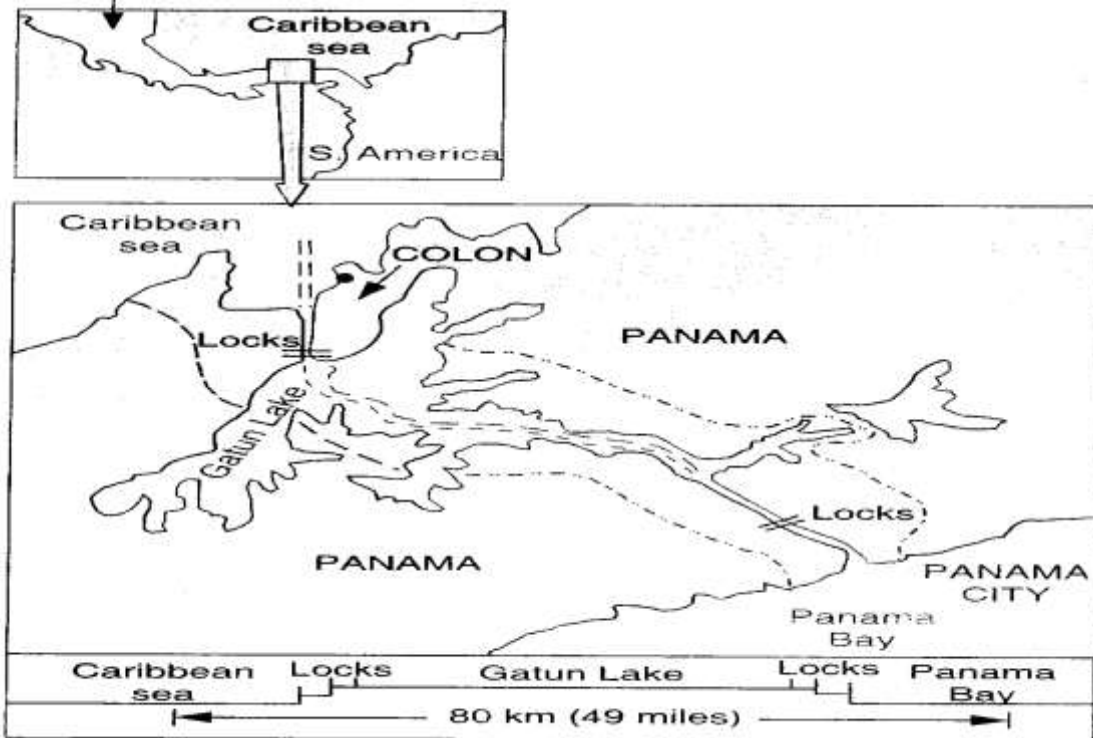 Caribbean
sea
S. America
Caribbean
sea
COLON
Locks
PANAMA
Gatun Lake
Locks
PANAMA
PANAMA
CITY
Panama
Bay
Caribbean
sea
Locks
Gatun Lake
Locks
Panama
Bay
80 km (49 miles)